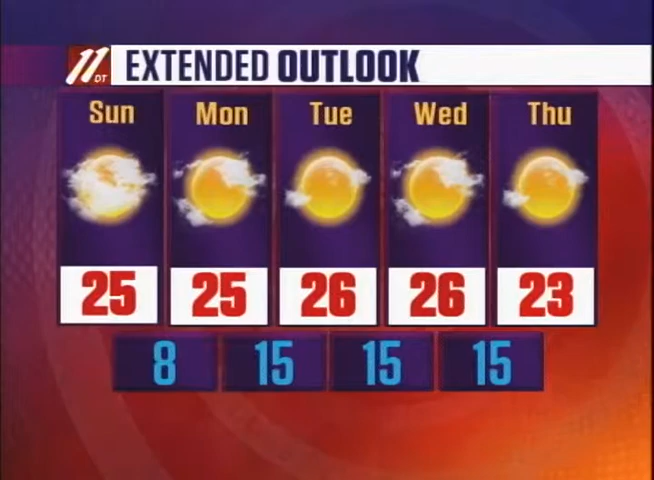 11 DT EXTENDED OUTLOOK
Sun Mon Tue Wed Thu
25 25 26 26 23
8 15 15 15